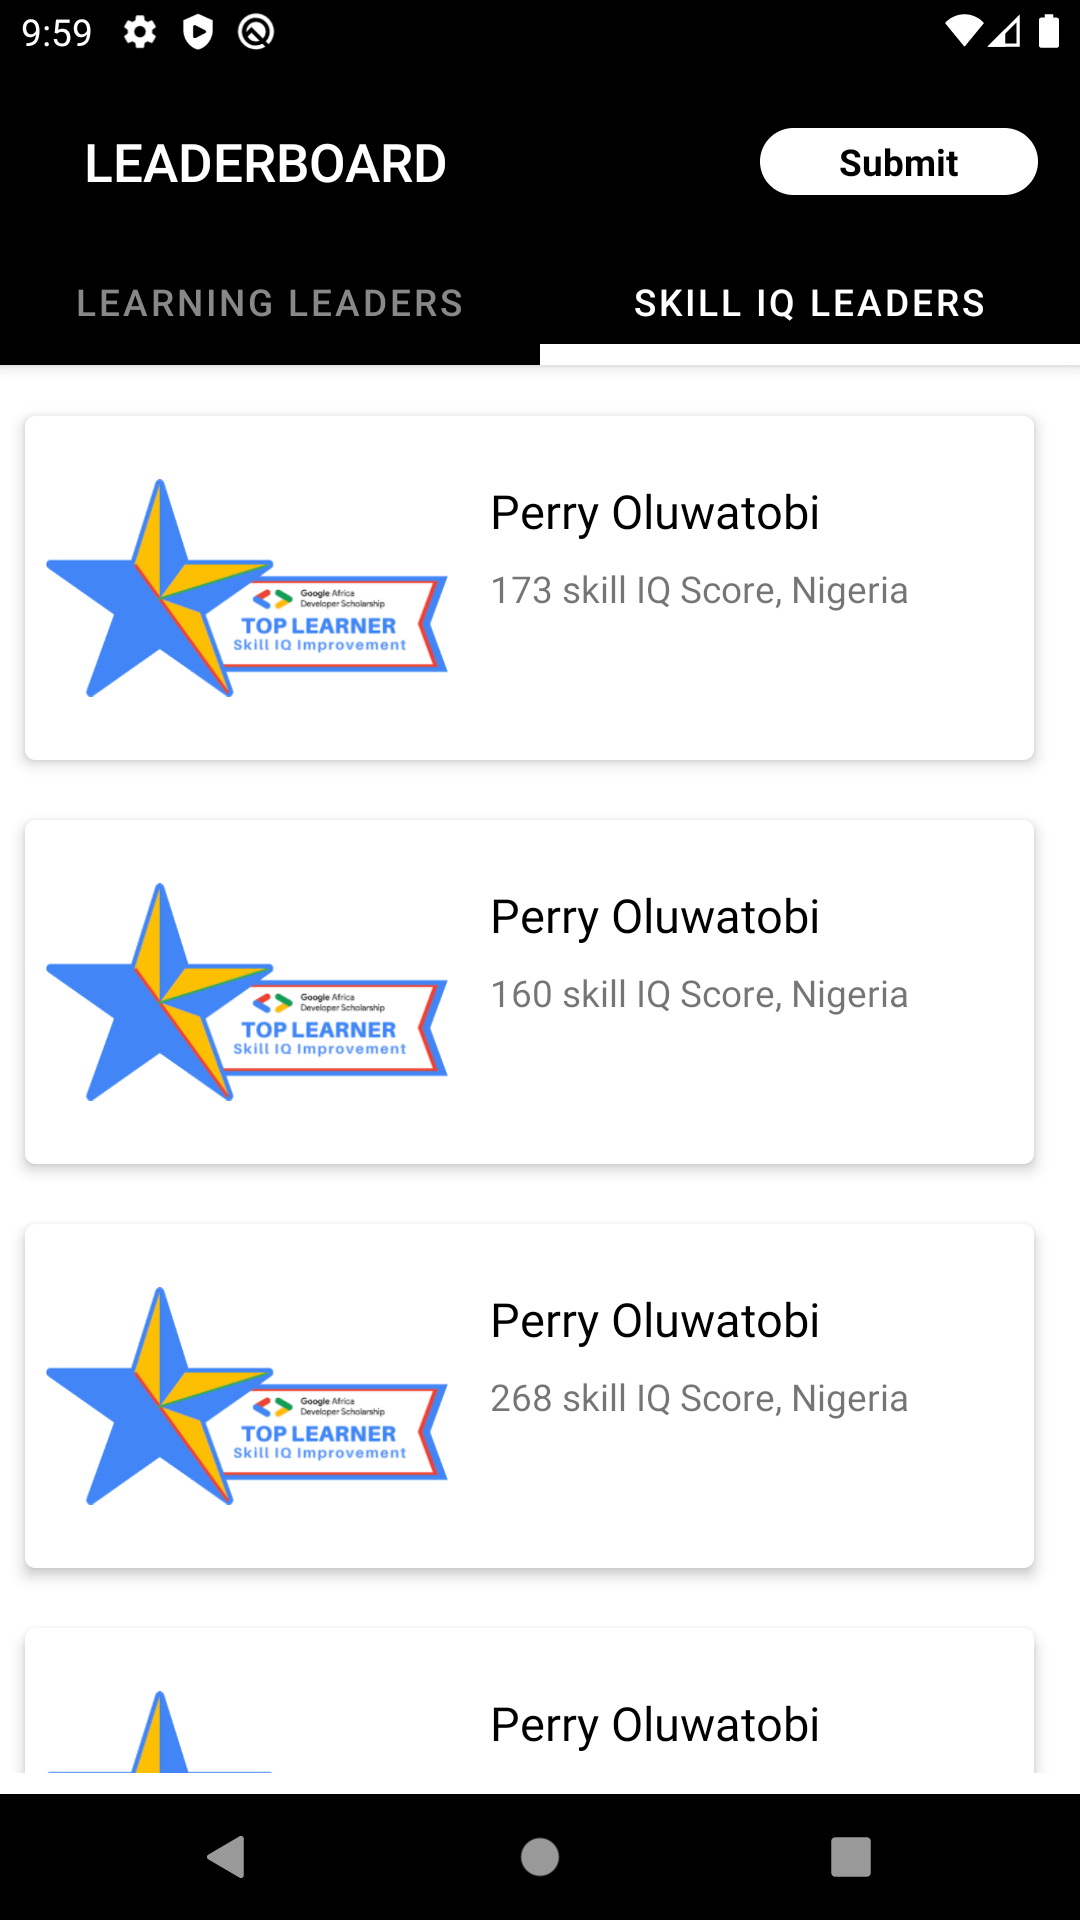 9:59
LEADERBOARD
Submit
LEARNING LEADERS
SKILL IQ LEADERS
Perry Oluwatobi
173 skill IQ Score, Nigeria
Google Africa
Developer Scholarship
TOP LEARNER
Skill IQ Improvement
Perry Oluwatobi
160 skill IQ Score, Nigeria
Google Africa
Developer Scholarship
TOP LEARNER
Skill IQ Improvement
Perry Oluwatobi
268 skill IQ Score, Nigeria
Google Africa
Developer Scholarship
TOP LEARNER
Skill IQ Improvement
Perry Oluwatobi